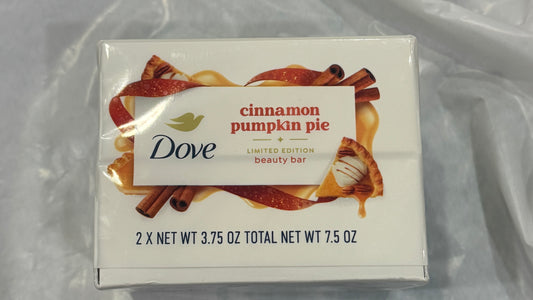 cinnamon
pumpkin pie
Dove
LIMITED EDITION
beauty bar
2 X NET WT 3.75 OZ TOTAL NET WT 7.5 OZ